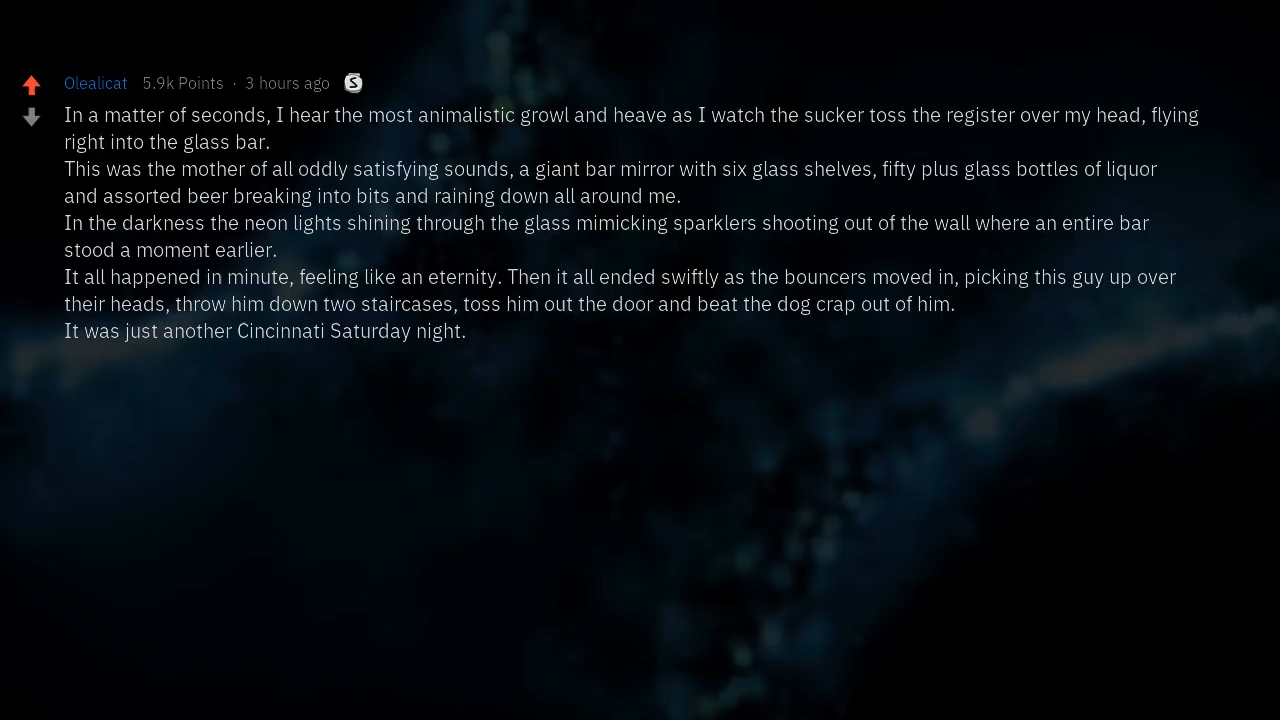 Olealicat 5.9k Points · 3 hours ago S
In a matter of seconds, I hear the most animalistic growl and heave as I watch the sucker toss the register over my head, flying
right into the glass bar.
This was the mother of all oddly satisfying sounds, a giant bar mirror with six glass shelves, fifty plus glass bottles of liquor
and assorted beer breaking into bits and raining down all around me.
In the darkness the neon lights shining through the glass mimicking sparklers shooting out of the wall where an entire bar
stood a moment earlier.
It all happened in minute, feeling like an eternity. Then it all ended swiftly as the bouncers moved in, picking this guy up over
their heads, throw him down two staircases, toss him out the door and beat the dog crap out of him.
It was just another Cincinnati Saturday night.